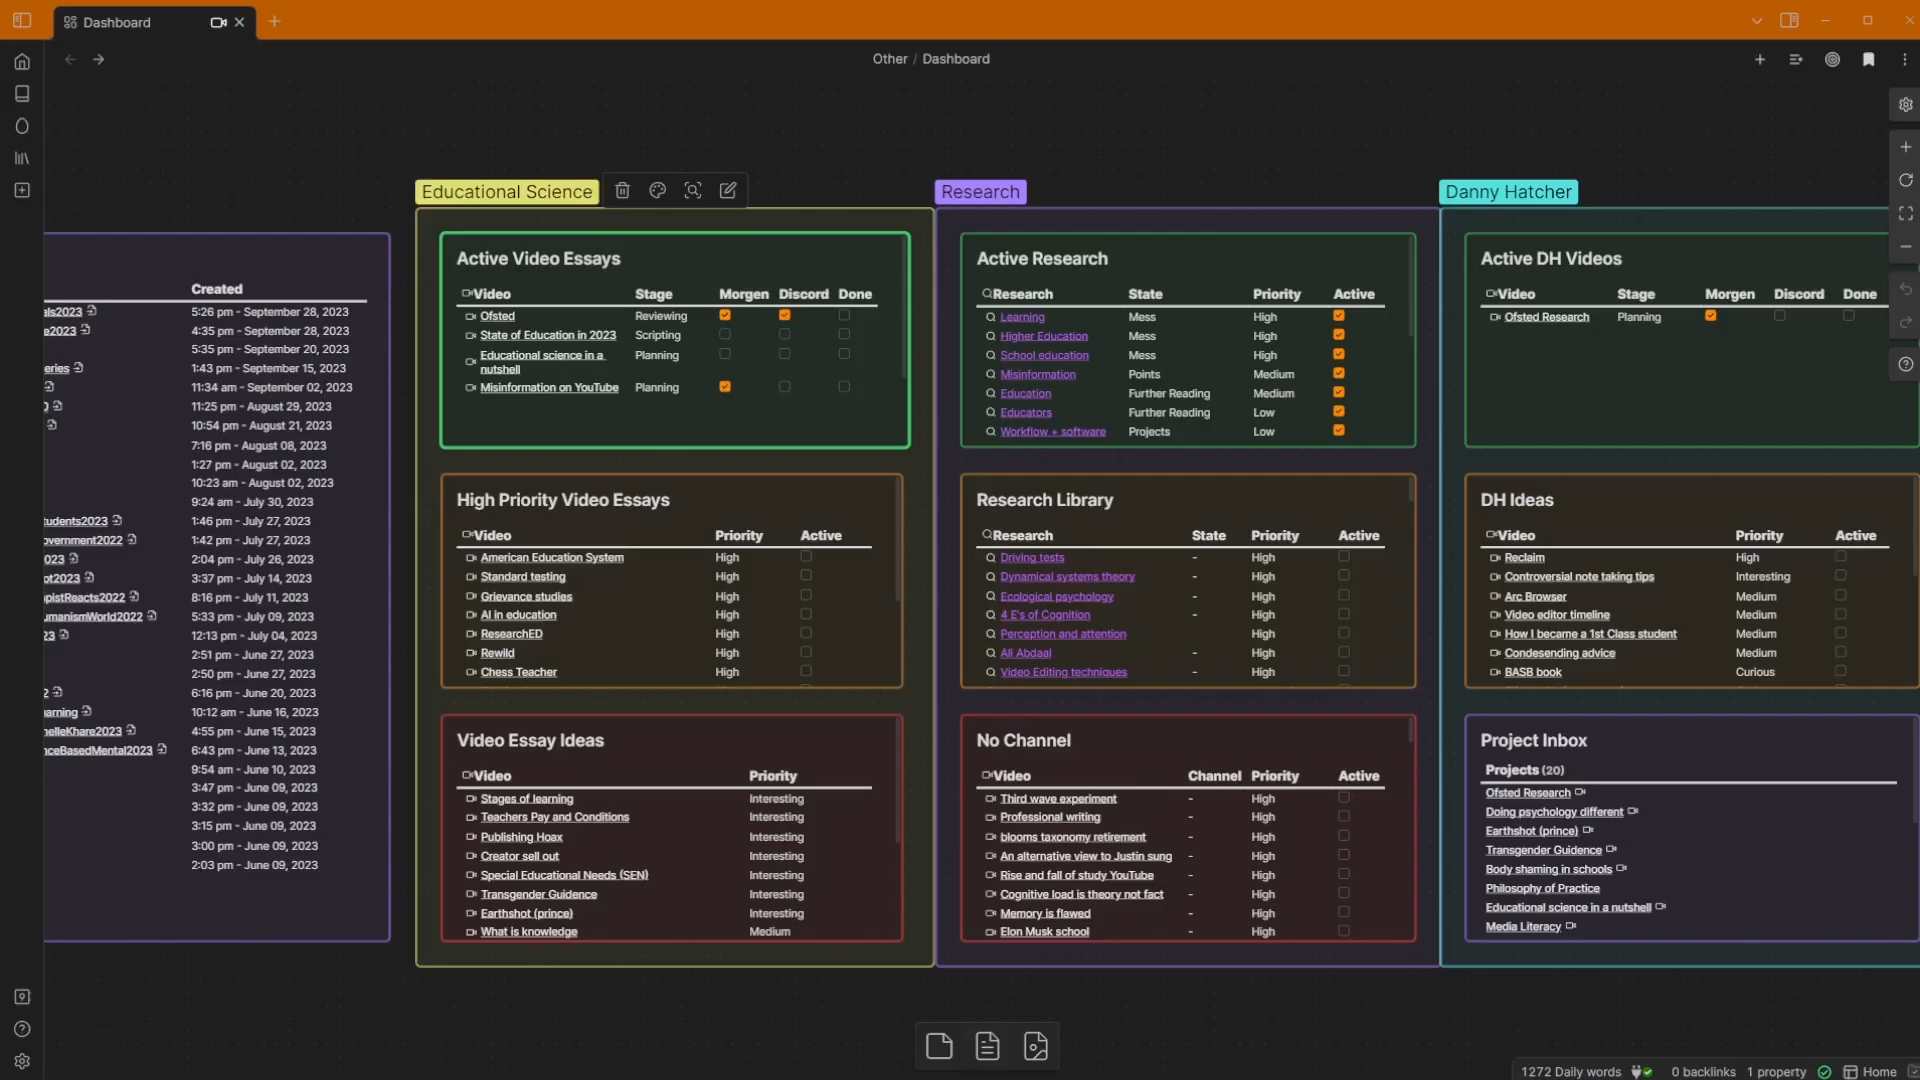 Dashboard
Other / Dashboard
Educational Science
Research
Danny Hatcher
Created
als2023 5:26 pm - September 28, 2023
e2023 4:35 pm - September 20, 2023
5:35 pm - September 20, 2023
eries 1:43 pm - September 15, 2023
11:34 am - September 02, 2023
11:25 pm - August 29, 2023
10:54 pm - August 21, 2023
7:16 pm - August 08, 2023
1:27 pm - August 02, 2023
10:23 am - August 02, 2023
9:24 am - July 30, 2023
tudents2023 1:46 pm - July 27, 2023
overnment2022 1:42 pm - July 27, 2023
023 2:04 pm - July 26, 2023
ot2023 3:37 pm - July 14, 2023
pistReacts2022 8:16 pm - July 11, 2023
umanismWorld2022 5:33 pm - July 09, 2023
23 12:13 pm - July 04, 2023
2:51 pm - June 27, 2023
2:50 pm - June 27, 2023
2 6:16 pm - June 20, 2023
earning 10:12 am - June 16, 2023
helleKhare2023 4:55 pm - June 15, 2023
nceBasedMental2023 6:43 pm - June 13, 2023
9:54 am - June 10, 2023
3:47 pm - June 09, 2023
3:32 pm - June 09, 2023
3:15 pm - June 09, 2023
3:00 pm - June 09, 2023
2:03 pm - June 09, 2023
Active Video Essays
Video Stage Morgen Discord Done
Ofsted Reviewing
State of Education in 2023 Scripting
Educational science in a Planning
nutshell
Misinformation on YouTube Planning
High Priority Video Essays
Video Priority Active
American Education System High
Standard testing High
Grievance studies High
AI in education High
ResearchED High
Rewild High
Chess Teacher High
Video Essay Ideas
Video Priority
Stages of learning Interesting
Teachers Pay and Conditions Interesting
Publishing Hoax Interesting
Creator sell out Interesting
Special Educational Needs (SEN) Interesting
Transgender Guidance Interesting
Earthshot (prince) Interesting
What is knowledge Medium
Active Research
Research State Priority Active
Learning Mess High
Higher Education Mess High
School education Mess High
Misinformation Points Medium
Education Further Reading Medium
Educators Further Reading Low
Workflow + software Projects Low
Research Library
Research State Priority Active
Driving tests - High
Dynamical systems theory - High
Ecological psychology High
4 E's of Cognition High
Perception and attention High
Ali Abdaal - High
Video Editing techniques - High
No Channel
Video Channel Priority Active
Third wave experiment - High
Professional writing - High
blooms taxonomy retirement - High
An alternative view to Justin sung - High
Rise and fall of study YouTube - High
Cognitive load is theory not fact - High
Memory is flawed - High
Elon Musk school - High
Active DH Videos
Video Stage Morgen Discord Done
Ofsted Research Planning
DH Ideas
Video Priority Active
Reclaim High
Controversial note taking tips Interesting
Arc Browser Medium
Video editor timeline Medium
How I became a 1st Class student Medium
Condesending advice Medium
BASB book Curious
Project Inbox
Projects (20)
Ofsted Research
Doing psychology different
Earthshot (prince)
Transgender Guidance
Body shaming in schools
Philosophy of Practice
Educational science in a nutshell
Media Literacy
1272 Daily words 0 backlinks 1 property Home